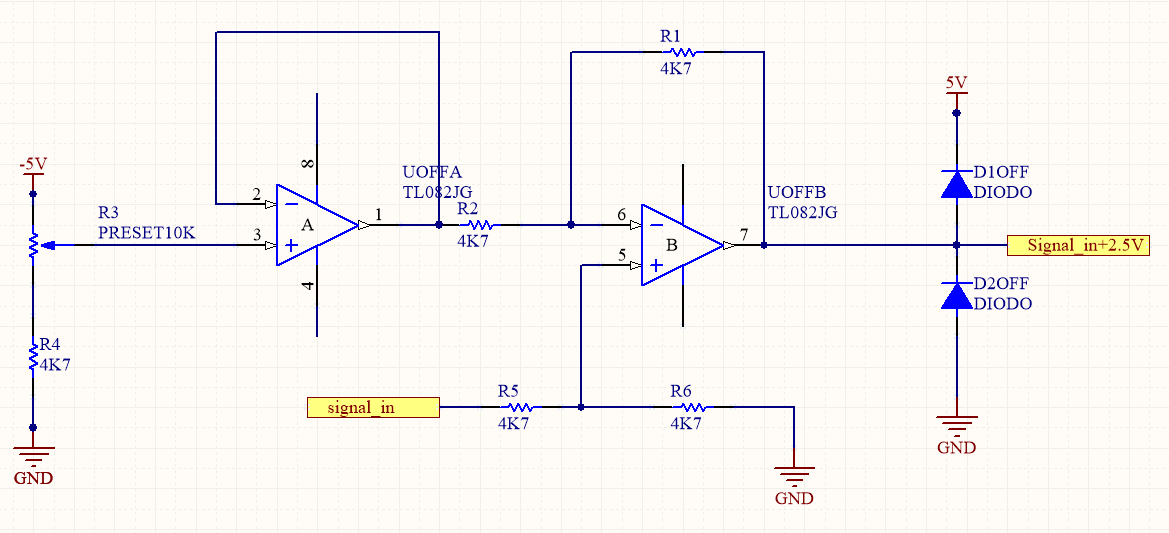 -5V
R3
PRESET10K
R4
4K7
GND
2
3
8
4
A
1
UOFFA
TL082JG
R2
4K7
R1
4K7
6
5
B
7
UOFFB
TL082JG
signal_in
R5
4K7
R6
4K7
GND
5V
D1OFF
DIODO
Signal_in+2.5V
D2OFF
DIODO
GND